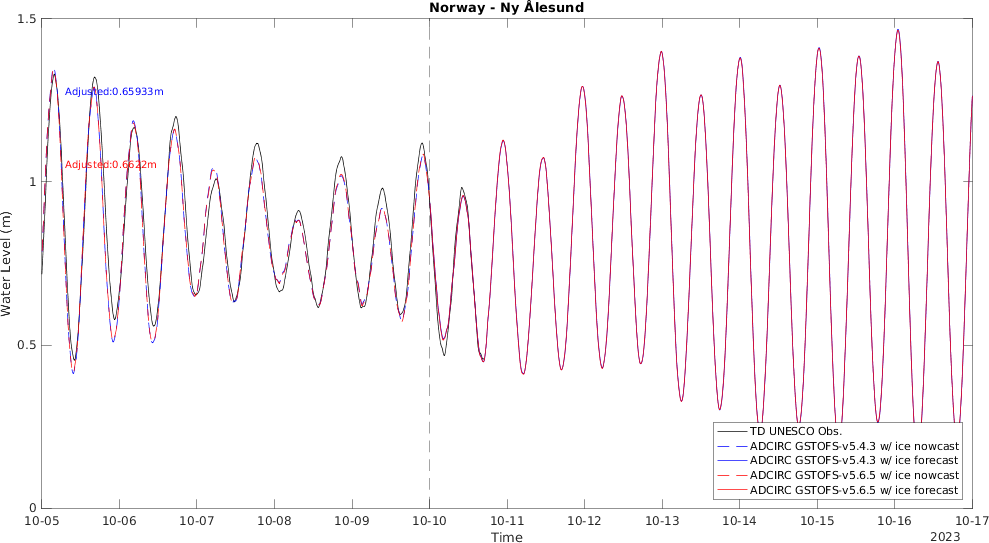 Norway - Ny Ålesund
1.5
1
0.5
0
Water Level (m)
Adjusted:0.65933m
Adjusted:0.6622m
TD UNESCO Obs.
ADCIRC GSTOFS-v5.4.3 w/ ice nowcast
ADCIRC GSTOFS-v5.4.3 w/ ice forecast
ADCIRC GSTOFS-v5.6.5 w/ ice nowcast
ADCIRC GSTOFS-v5.6.5 w/ ice forecast
10-05 10-06 10-07 10-08 10-09 10-10 10-11 10-12 10-13 10-14 10-15 10-16 10-17
Time
2023